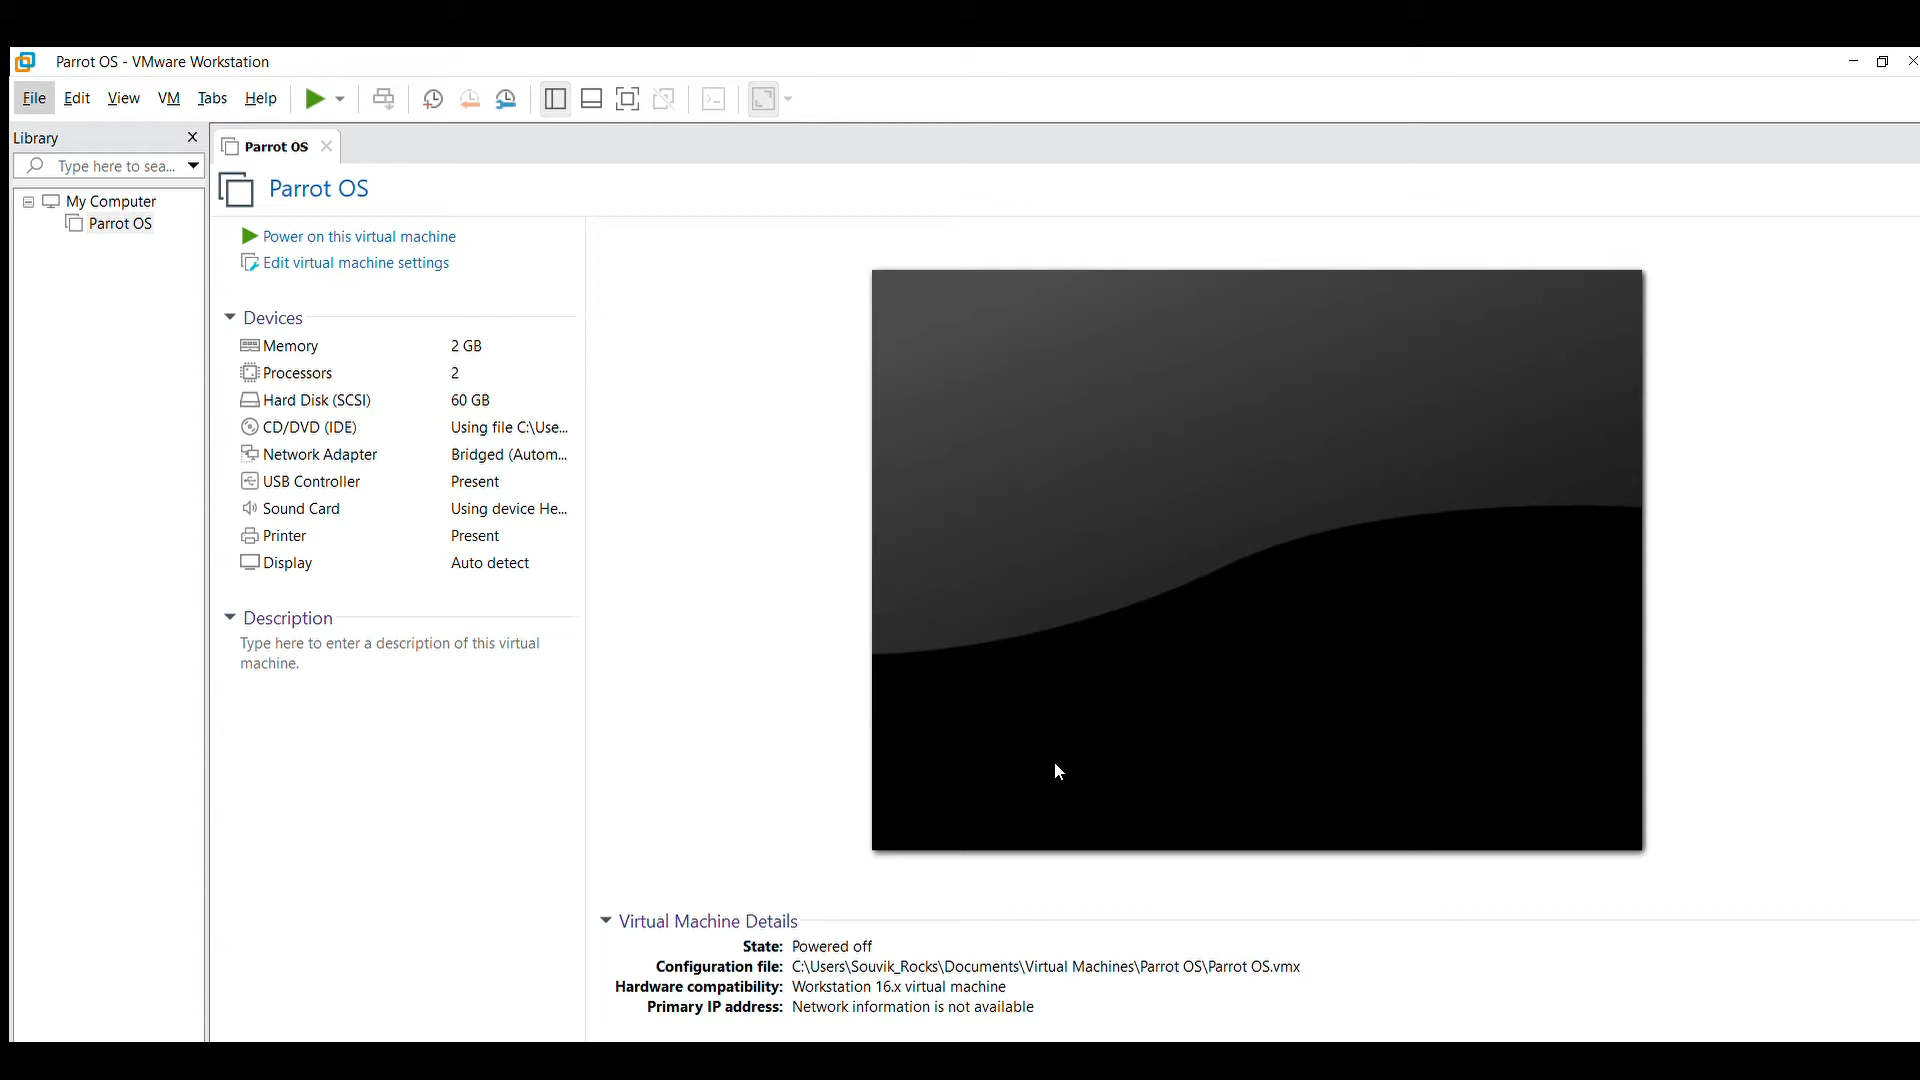 Parrot OS - VMware Workstation
File Edit View VM Tabs Help
Library
Parrot OS
Type here to sea...
Parrot OS
My Computer
Parrot OS
Power on this virtual machine
Edit virtual machine settings
Devices
Memory 2 GB
Processors 2
Hard Disk (SCSI) 60 GB
CD/DVD (IDE) Using file C:\Use...
Network Adapter Bridged (Autom...
USB Controller Present
Sound Card Using device He...
Printer Present
Display Auto detect
Description
Type here to enter a description of this virtual
machine.
Virtual Machine Details
State: Powered off
Configuration file: C:\Users\Souvik_Rocks\Documents\Virtual Machines\Parrot OS\Parrot OS.vmx
Hardware compatibility: Workstation 16.x virtual machine
Primary IP address: Network information is not available